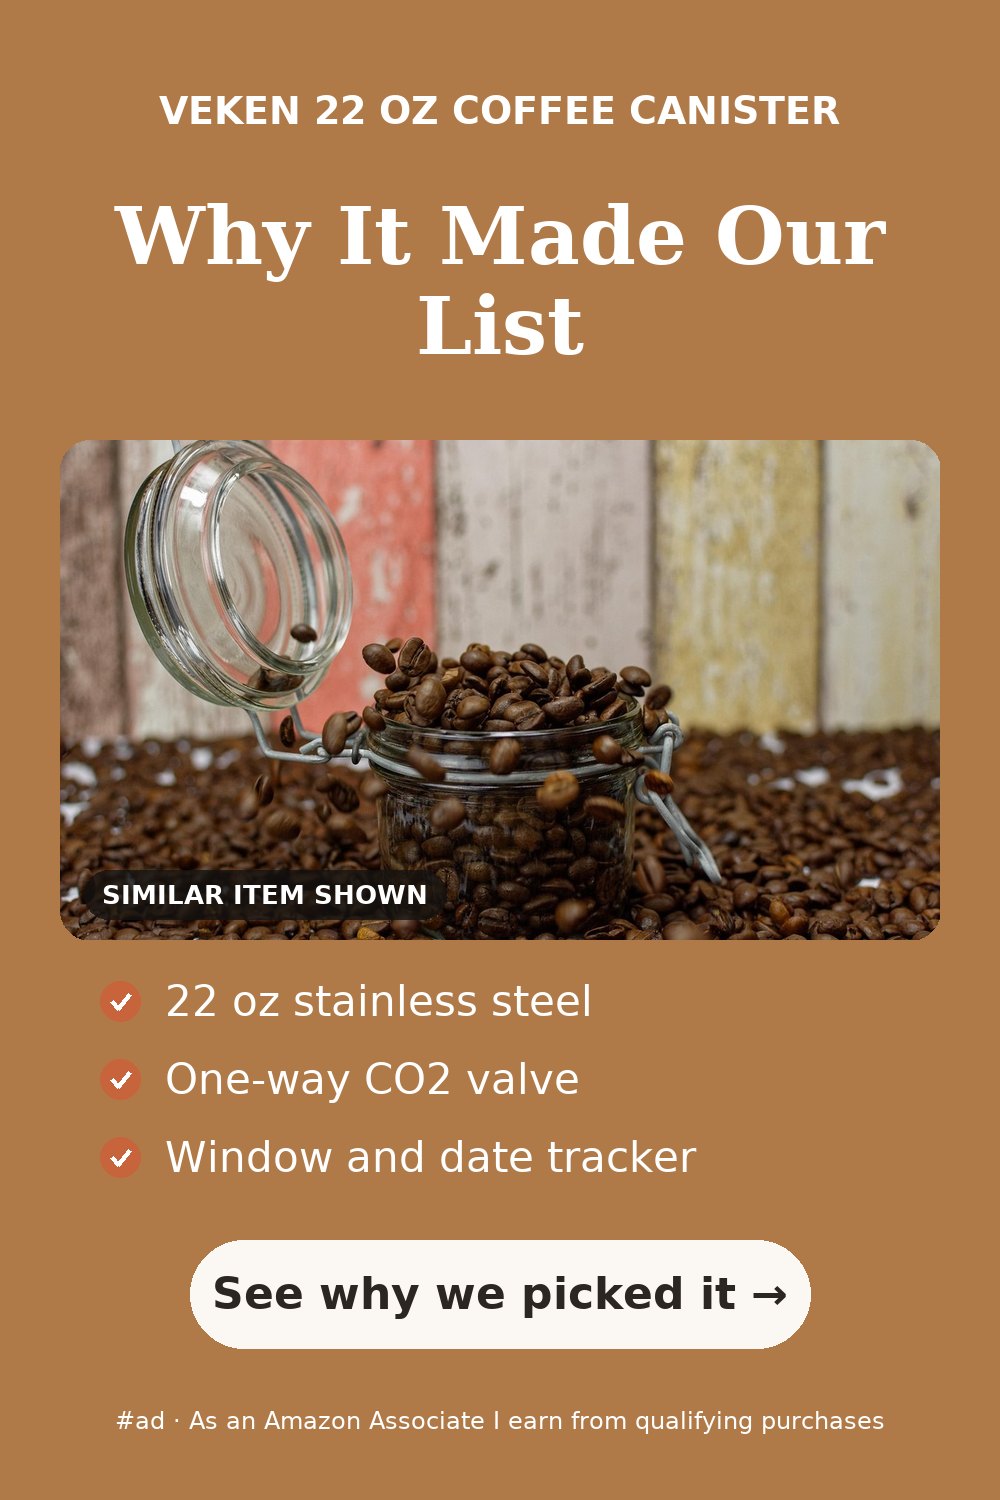 VEKEN 22 OZ COFFEE CANISTER
Why It Made Our
List
SIMILAR ITEM SHOWN
22 oz stainless steel
One-way CO2 valve
Window and date tracker
See why we picked it →
#ad · As an Amazon Associate I earn from qualifying purchases